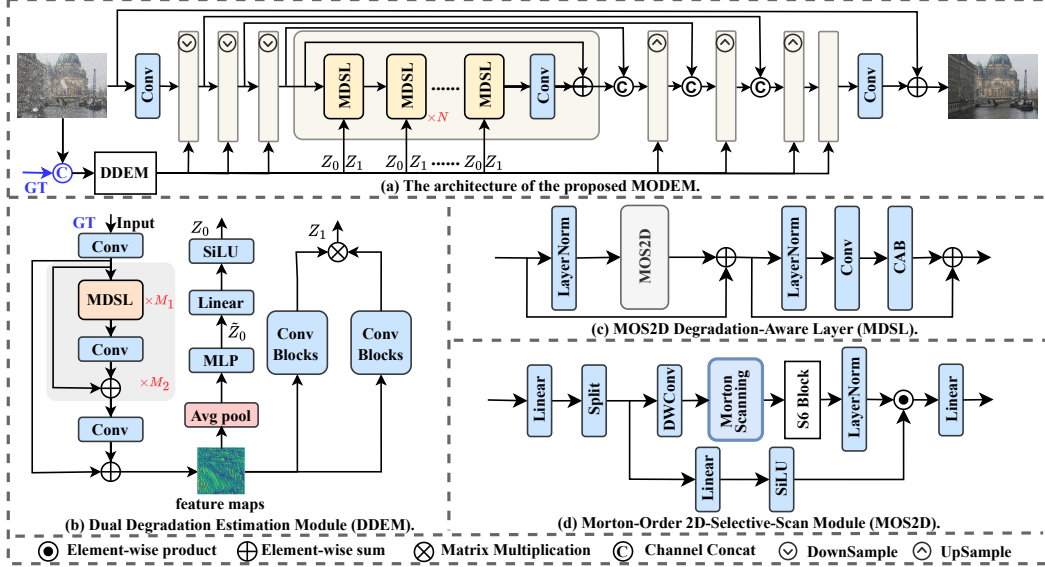 Conv
MDSL
MDSL
......
MDSL
×N
Conv
C
C
C
Conv
GT
C
DDEM
Z0 Z1
Z0 Z1
......
Z0 Z1
(a) The architecture of the proposed MODEM.
GT
Input
Conv
MDSL
×M1
Conv
×M2
Conv
Z0
SiLU
Linear
Z̃0
MLP
Avg pool
feature maps
Z1
Conv
Blocks
Conv
Blocks
(b) Dual Degradation Estimation Module (DDEM).
LayerNorm
MOS2D
LayerNorm
Conv
CAB
(c) MOS2D Degradation-Aware Layer (MDSL).
Linear
Split
DWConv
Morton
Scanning
S6 Block
LayerNorm
Linear
Linear
SiLU
(d) Morton-Order 2D-Selective-Scan Module (MOS2D).
Element-wise product
Element-wise sum
Matrix Multiplication
C
Channel Concat
DownSample
UpSample